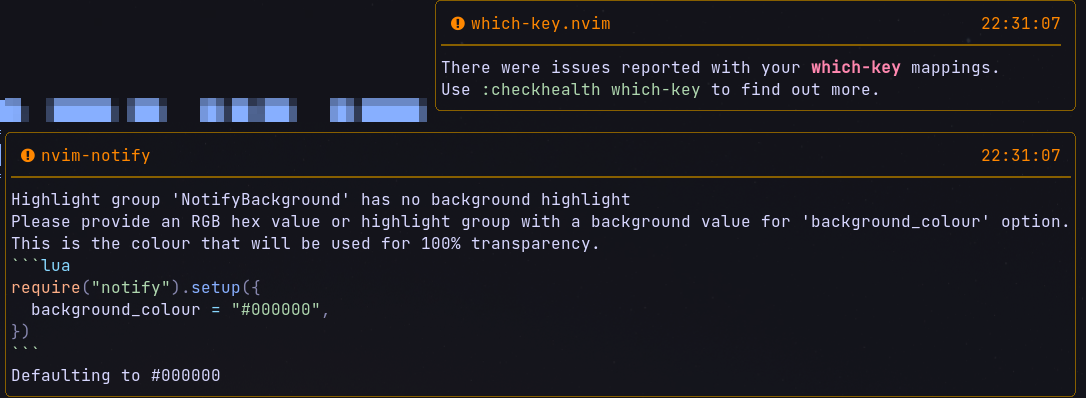 which-key.nvim 22:31:07
There were issues reported with your which-key mappings.
Use :checkhealth which-key to find out more.
nvim-notify 22:31:07
Highlight group 'NotifyBackground' has no background highlight
Please provide an RGB hex value or highlight group with a background value for 'background_colour' option.
This is the colour that will be used for 100% transparency.
```lua
require("notify").setup({
  background_colour = "#000000",
})
```
Defaulting to #000000